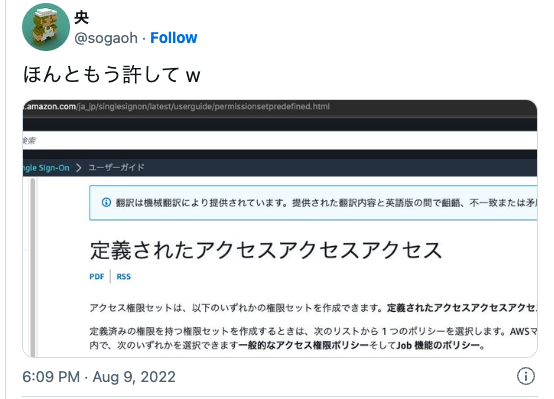 央
@sogaoh · Follow
ほんともう許して w
.amazon.com/ja_jp/singlesignon/latest/userguide/permissionsetpredefined.html
検索
ngle Sign-On > ユーザーガイド
翻訳は機械翻訳により提供されています。提供された翻訳内容と英語版の間で齟齬、不一致または矛
定義されたアクセスアクセスアクセス
PDF | RSS
アクセス権限セットは、以下のいずれかの権限セットを作成できます。定義されたアクセスアクセスアクセ
定義済みの権限を持つ権限セットを作成するときは、次のリストから 1 つのポリシーを選択します。AWSマ
内で、次のいずれかを選択できます一般的なアクセス権限ポリシーそしてJob 機能のポリシー。
6:09 PM · Aug 9, 2022